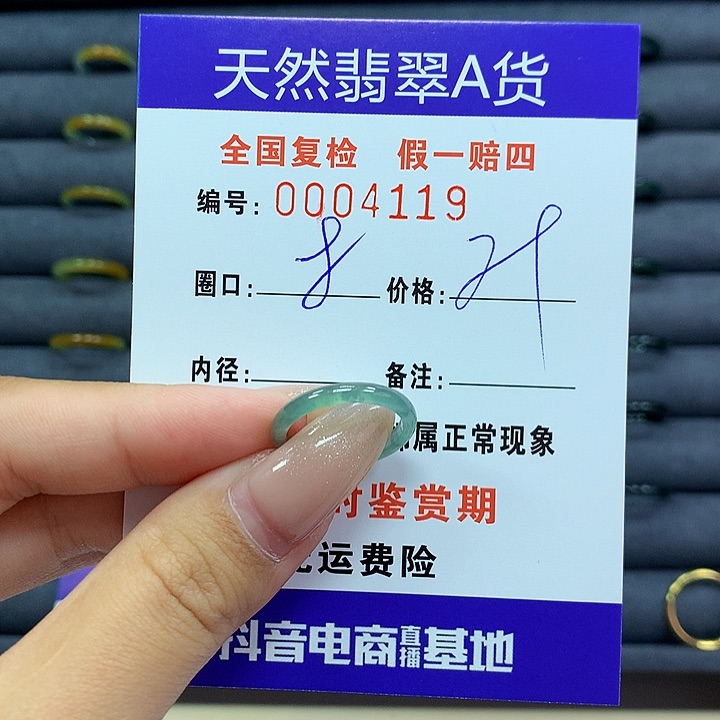 天然翡翠A货
全国复检 假一赔四
编号: 0004119
圈口: 价格:
内径: 备注:
属正常现象
时鉴赏期
运费险
抖音电商直播基地